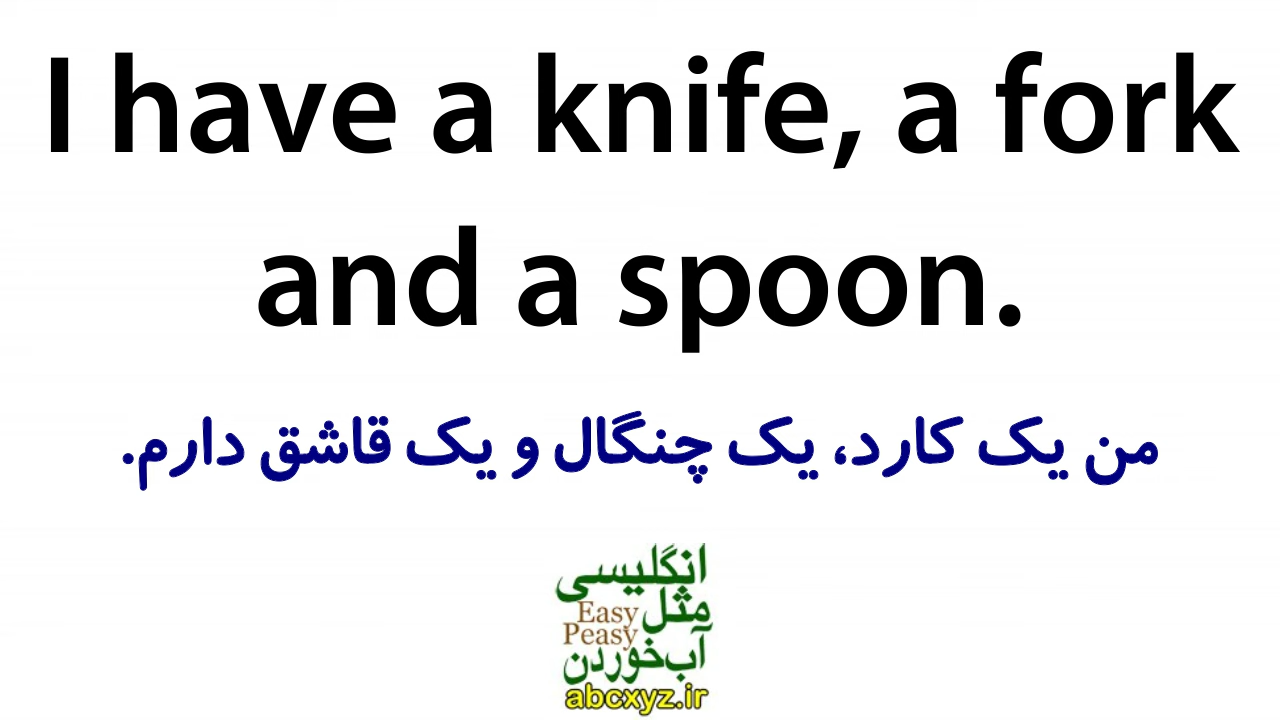 I have a knife, a fork
and a spoon.
من یک کارد، یک چنگال و یک قاشق دارم.
انگلیسی
مثل Easy
Peasy
آب‌خوردن
abcxyz.ir